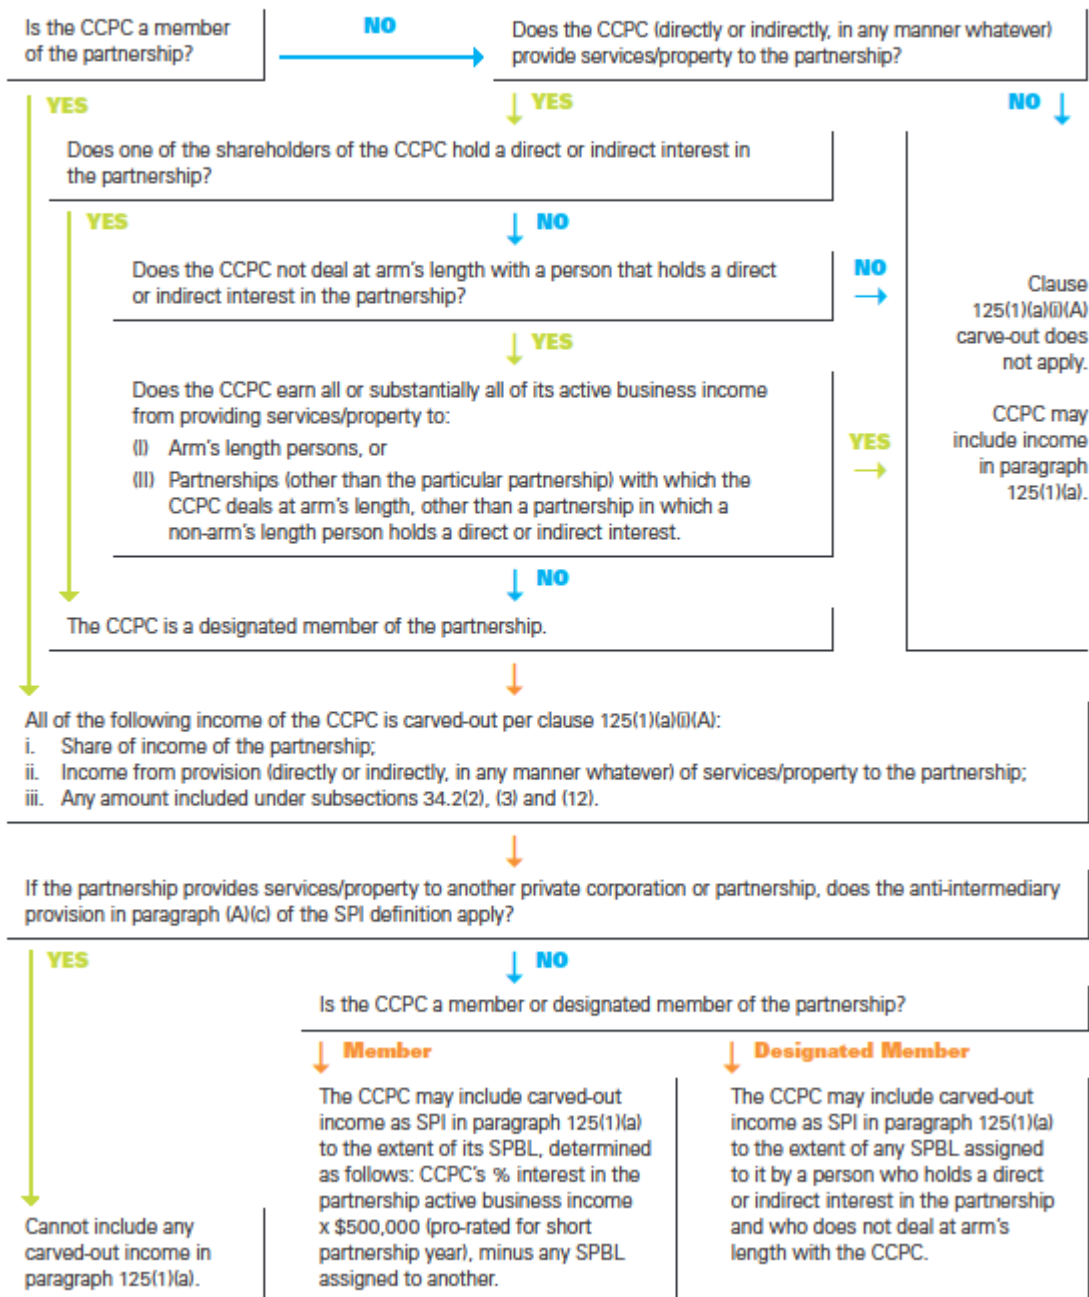 Is the CCPC a member
of the partnership?
NO
Does the CCPC (directly or indirectly, in any manner whatever)
provide services/property to the partnership?
YES
YES
NO
Does one of the shareholders of the CCPC hold a direct or indirect interest in
the partnership?
YES
NO
Does the CCPC not deal at arm's length with a person that holds a direct
or indirect interest in the partnership?
NO
Clause
125(1)(a)(i)(A)
carve-out does
not apply.
CCPC may
include income
in paragraph
125(1)(a).
YES
Does the CCPC earn all or substantially all of its active business income
from providing services/property to:
(I) Arm's length persons, or
(II) Partnerships (other than the particular partnership) with which the
CCPC deals at arm's length, other than a partnership in which a
non-arm's length person holds a direct or indirect interest.
YES
NO
The CCPC is a designated member of the partnership.
All of the following income of the CCPC is carved-out per clause 125(1)(a)(i)(A):
i. Share of income of the partnership;
ii. Income from provision (directly or indirectly, in any manner whatever) of services/property to the partnership;
iii. Any amount included under subsections 34.2(2), (3) and (12).
If the partnership provides services/property to another private corporation or partnership, does the anti-intermediary
provision in paragraph (A)(c) of the SPI definition apply?
YES
NO
Is the CCPC a member or designated member of the partnership?
Member
Designated Member
The CCPC may include carved-out
income as SPI in paragraph 125(1)(a)
to the extent of its SPBL, determined
as follows: CCPC's % interest in the
partnership active business income
x $500,000 (pro-rated for short
partnership year), minus any SPBL
assigned to another.
The CCPC may include carved-out
income as SPI in paragraph 125(1)(a)
to the extent of any SPBL assigned
to it by a person who holds a direct
or indirect interest in the partnership
and who does not deal at arm's
length with the CCPC.
Cannot include any
carved-out income in
paragraph 125(1)(a).